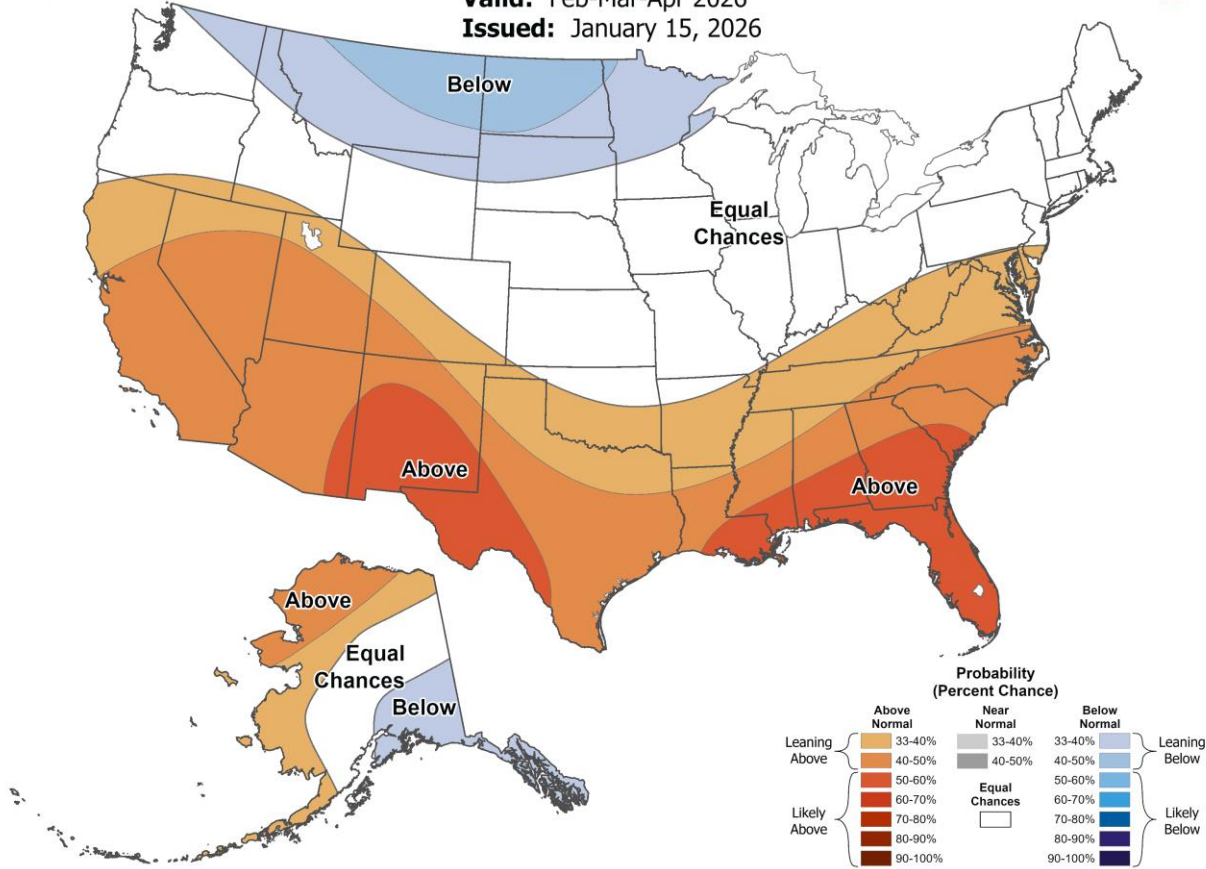 Valid: Feb-Mar-Apr 2026
Issued: January 15, 2026
Below
Equal
Chances
Above
Above
Above
Equal
Chances
Below
Probability
(Percent Chance)
Above
Normal
Near
Normal
Below
Normal
Leaning
Above
33-40%
40-50%
50-60%
60-70%
70-80%
80-90%
90-100%
Likely
Above
33-40%
40-50%
Equal
Chances
33-40%
40-50%
50-60%
60-70%
70-80%
80-90%
90-100%
Leaning
Below
Likely
Below